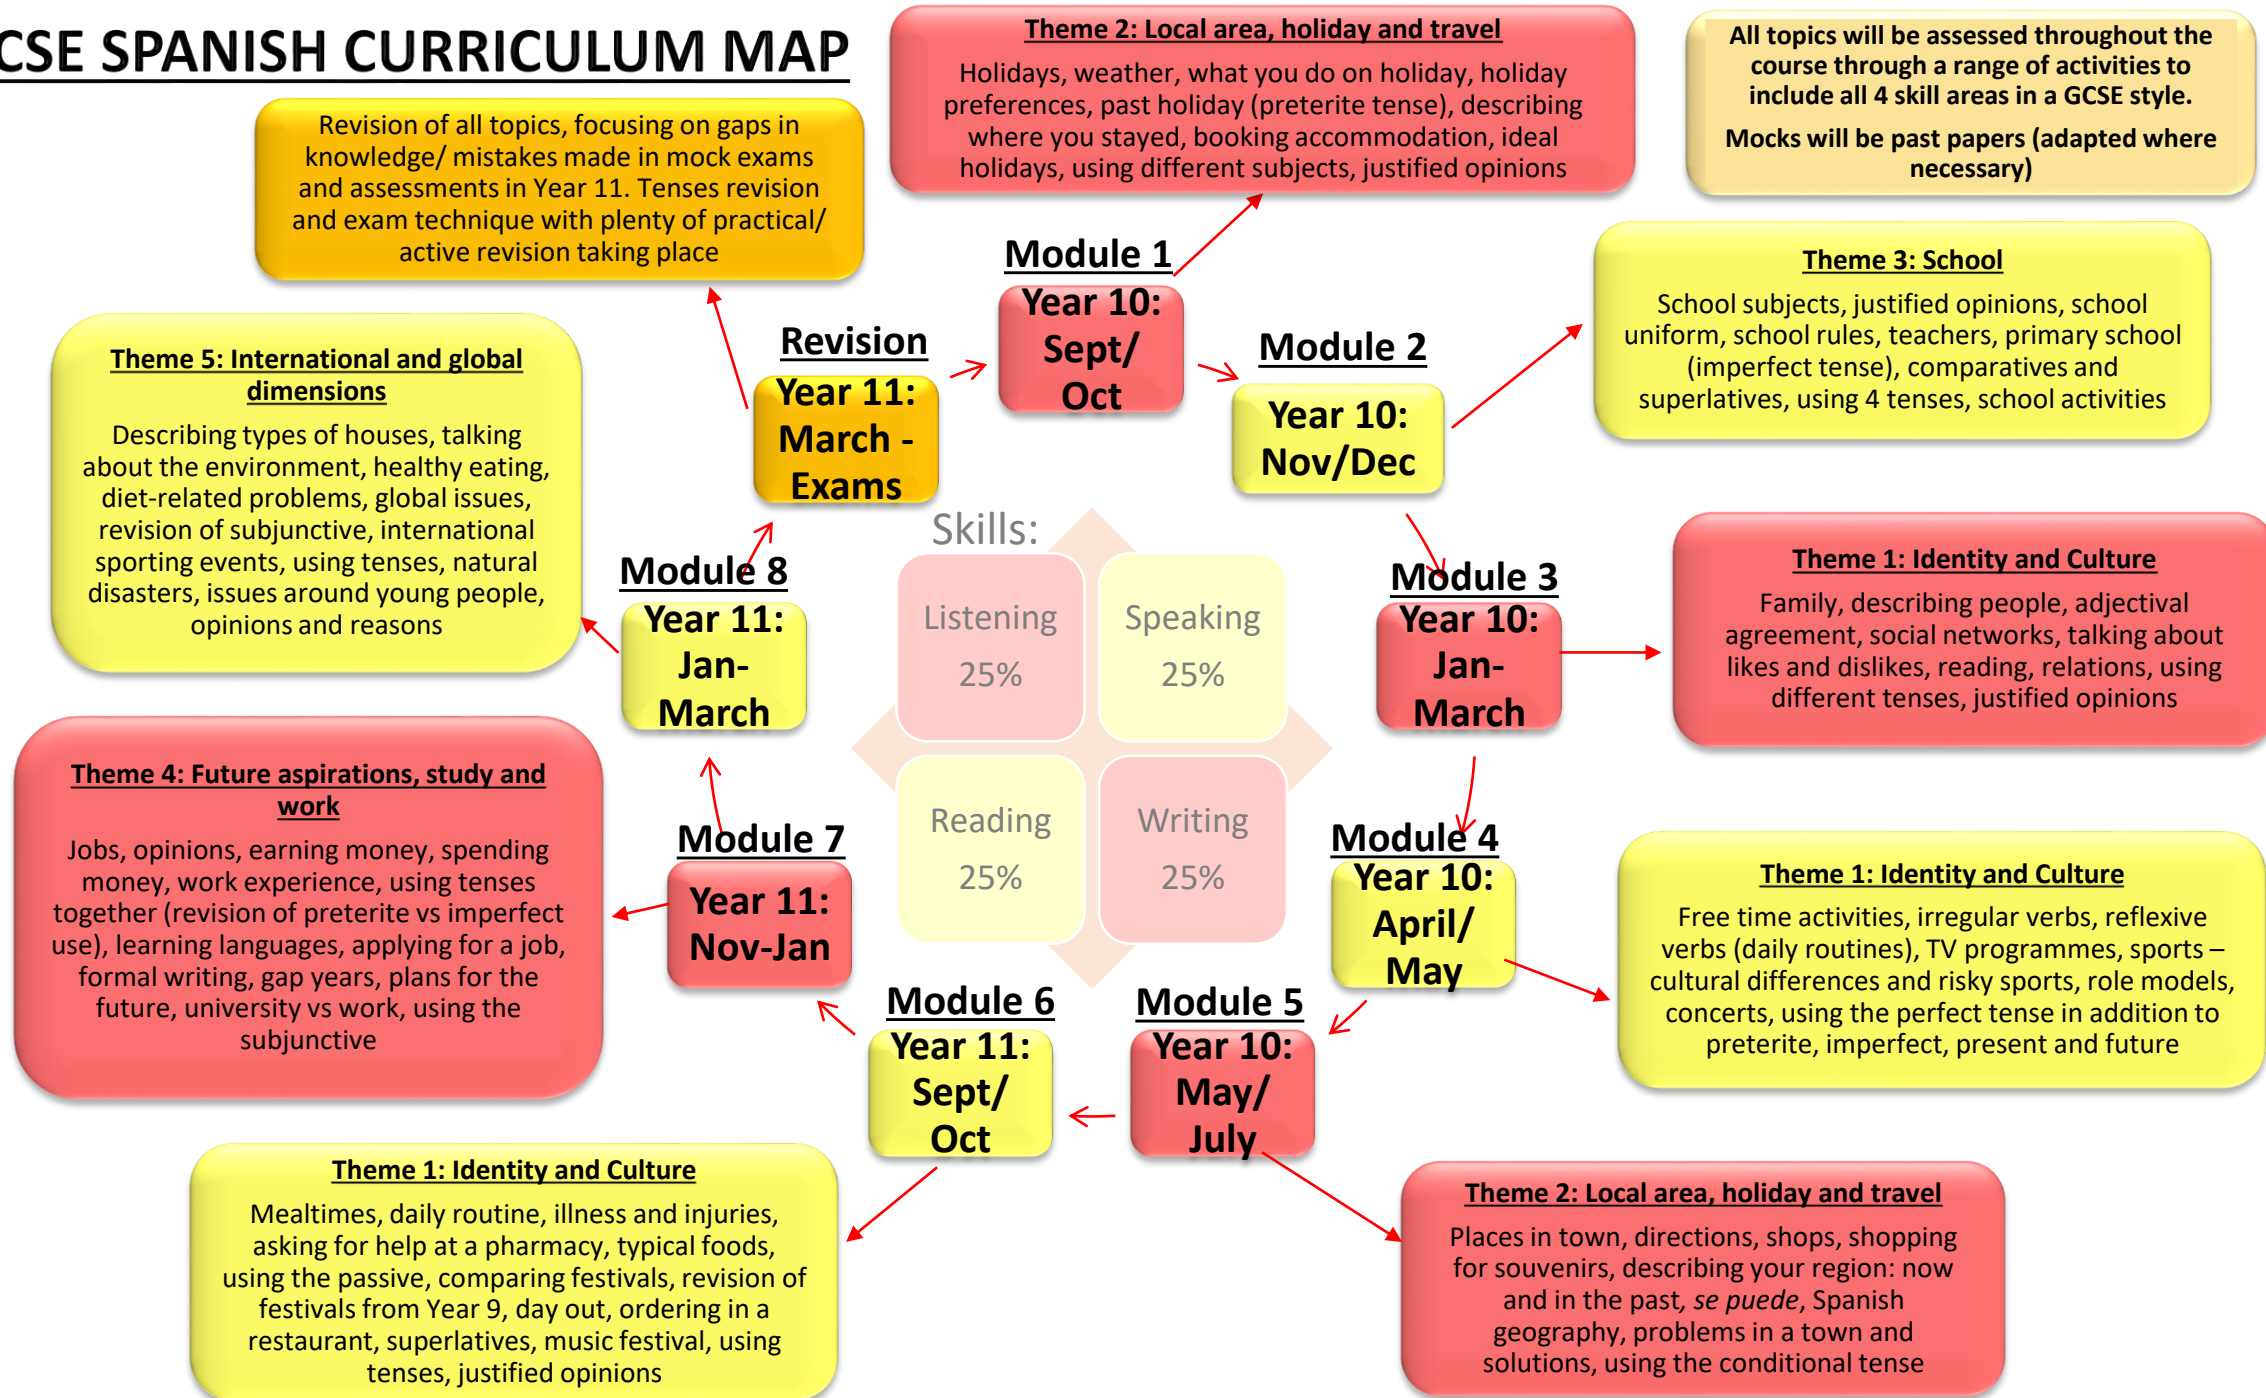 CSE SPANISH CURRICULUM MAP
Theme 2: Local area, holiday and travel
Holidays, weather, what you do on holiday, holiday
preferences, past holiday (preterite tense), describing
where you stayed, booking accommodation, ideal
holidays, using different subjects, justified opinions
All topics will be assessed throughout the
course through a range of activities to
include all 4 skill areas in a GCSE style.
Mocks will be past papers (adapted where
necessary)
Revision of all topics, focusing on gaps in
knowledge/ mistakes made in mock exams
and assessments in Year 11. Tenses revision
and exam technique with plenty of practical/
active revision taking place
Module 1
Year 10:
Sept/
Oct
Theme 3: School
School subjects, justified opinions, school
uniform, school rules, teachers, primary school
(imperfect tense), comparatives and
superlatives, using 4 tenses, school activities
Module 2
Year 10:
Nov/Dec
Revision
Year 11:
March -
Exams
Theme 5: International and global
dimensions
Describing types of houses, talking
about the environment, healthy eating,
diet-related problems, global issues,
revision of subjunctive, international
sporting events, using tenses, natural
disasters, issues around young people,
opinions and reasons
Module 8
Year 11:
Jan-
March
Skills:
Listening
25%
Speaking
25%
Reading
25%
Writing
25%
Module 3
Year 10:
Jan-
March
Theme 1: Identity and Culture
Family, describing people, adjectival
agreement, social networks, talking about
likes and dislikes, reading, relations, using
different tenses, justified opinions
Theme 4: Future aspirations, study and
work
Jobs, opinions, earning money, spending
money, work experience, using tenses
together (revision of preterite vs imperfect
use), learning languages, applying for a job,
formal writing, gap years, plans for the
future, university vs work, using the
subjunctive
Module 7
Year 11:
Nov-Jan
Module 4
Year 10:
April/
May
Theme 1: Identity and Culture
Free time activities, irregular verbs, reflexive
verbs (daily routines), TV programmes, sports –
cultural differences and risky sports, role models,
concerts, using the perfect tense in addition to
preterite, imperfect, present and future
Module 6
Year 11:
Sept/
Oct
Module 5
Year 10:
May/
July
Theme 1: Identity and Culture
Mealtimes, daily routine, illness and injuries,
asking for help at a pharmacy, typical foods,
using the passive, comparing festivals, revision of
festivals from Year 9, day out, ordering in a
restaurant, superlatives, music festival, using
tenses, justified opinions
Theme 2: Local area, holiday and travel
Places in town, directions, shops, shopping
for souvenirs, describing your region: now
and in the past, se puede, Spanish
geography, problems in a town and
solutions, using the conditional tense